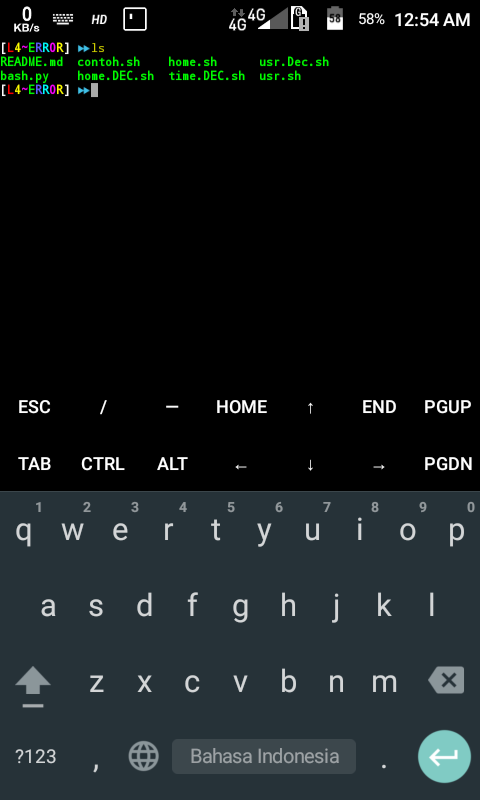 0 KB/s HD 4G 4G G 58 58% 12:54 AM
[L4~ERROR] ►►ls
README.md contoh.sh home.sh usr.Dec.sh
bash.py home.DEC.sh time.DEC.sh usr.sh
[L4~ERROR] ►►
ESC / — HOME ↑ END PGUP
TAB CTRL ALT ← ↓ → PGDN
1 2 3 4 5 6 7 8 9 0
q w e r t y u i o p
a s d f g h j k l
z x c v b n m
?123 , Bahasa Indonesia .